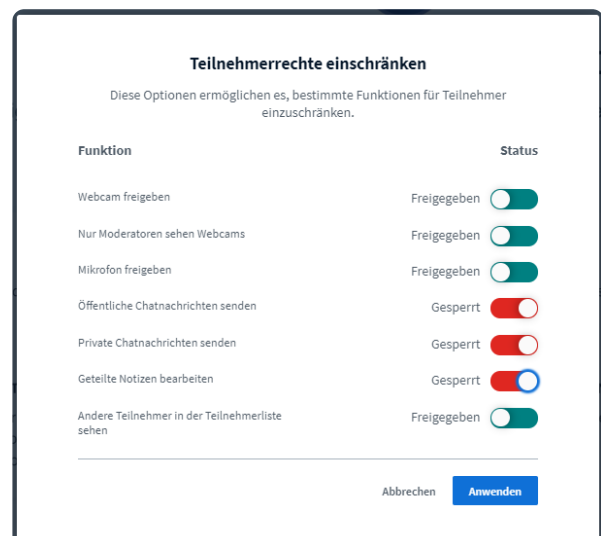 Teilnehmerrechte einschränken
Diese Optionen ermöglichen es, bestimmte Funktionen für Teilnehmer
einzuschränken.
Funktion Status
Webcam freigeben Freigegeben
Nur Moderatoren sehen Webcams Freigegeben
Mikrofon freigeben Freigegeben
Öffentliche Chatnachrichten senden Gesperrt
Private Chatnachrichten senden Gesperrt
Geteilte Notizen bearbeiten Gesperrt
Andere Teilnehmer in der Teilnehmerliste Freigegeben
sehen
Abbrechen Anwenden